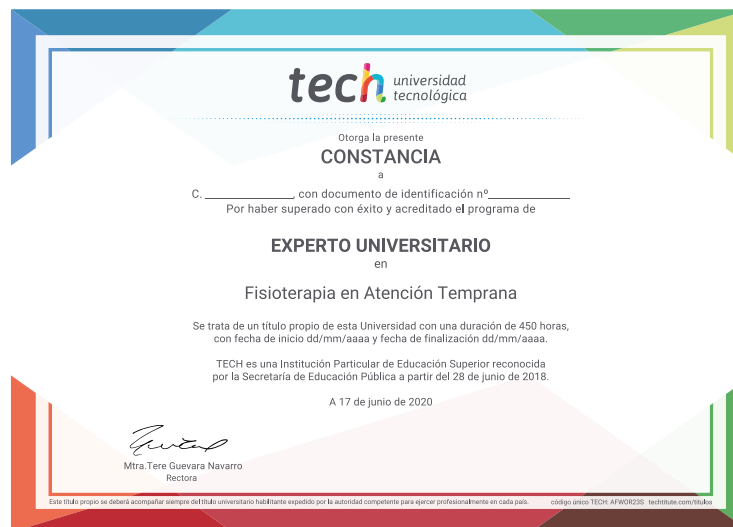 tech universidad
tecnológica
Otorga la presente
CONSTANCIA
a
C. ________________, con documento de identificación nº______________
Por haber superado con éxito y acreditado el programa de
EXPERTO UNIVERSITARIO
en
Fisioterapia en Atención Temprana
Se trata de un título propio de esta Universidad con una duración de 450 horas,
con fecha de inicio dd/mm/aaaa y fecha de finalización dd/mm/aaaa.
TECH es una Institución Particular de Educación Superior reconocida
por la Secretaría de Educación Pública a partir del 28 de junio de 2018.
A 17 de junio de 2020
Mtra.Tere Guevara Navarro
Rectora
Este título propio se deberá acompañar siempre del título universitario habilitante expedido por la autoridad competente para ejercer profesionalmente en cada país. código único TECH: AFWOR23S techtitute.com/titulos